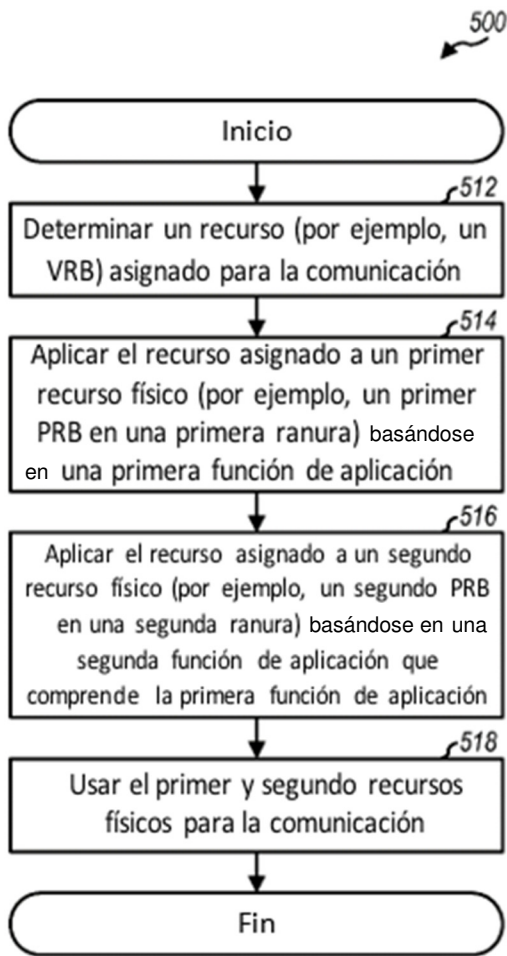 500
Inicio
512
Determinar un recurso (por ejemplo, un
VRB) asignado para la comunicación
514
Aplicar el recurso asignado a un primer
recurso físico (por ejemplo, un primer
PRB en una primera ranura) basándose
en una primera función de aplicación
516
Aplicar el recurso asignado a un segundo
recurso físico (por ejemplo, un segundo PRB
en una segunda ranura) basándose en una
segunda función de aplicación que
comprende la primera función de aplicación
518
Usar el primer y segundo recursos
físicos para la comunicación
Fin